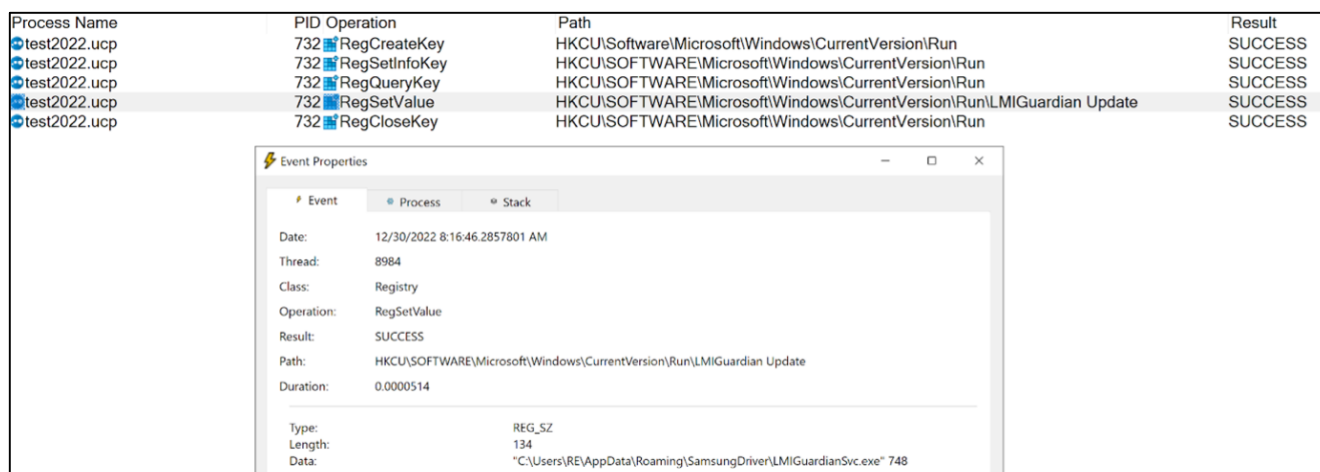 Process Name PID Operation Path Result
test2022.ucp 732 RegCreateKey HKCU\Software\Microsoft\Windows\CurrentVersion\Run SUCCESS
test2022.ucp 732 RegSetInfoKey HKCU\SOFTWARE\Microsoft\Windows\CurrentVersion\Run SUCCESS
test2022.ucp 732 RegQueryKey HKCU\SOFTWARE\Microsoft\Windows\CurrentVersion\Run SUCCESS
test2022.ucp 732 RegSetValue HKCU\SOFTWARE\Microsoft\Windows\CurrentVersion\Run\LMIGuardian Update SUCCESS
test2022.ucp 732 RegCloseKey HKCU\SOFTWARE\Microsoft\Windows\CurrentVersion\Run SUCCESS
Event Properties
Event Process Stack
Date: 12/30/2022 8:16:46.2857801 AM
Thread: 8984
Class: Registry
Operation: RegSetValue
Result: SUCCESS
Path: HKCU\SOFTWARE\Microsoft\Windows\CurrentVersion\Run\LMIGuardian Update
Duration: 0.0000514
Type: REG_SZ
Length: 134
Data: "C:\Users\RE\AppData\Roaming\SamsungDriver\LMIGuardianSvc.exe" 748